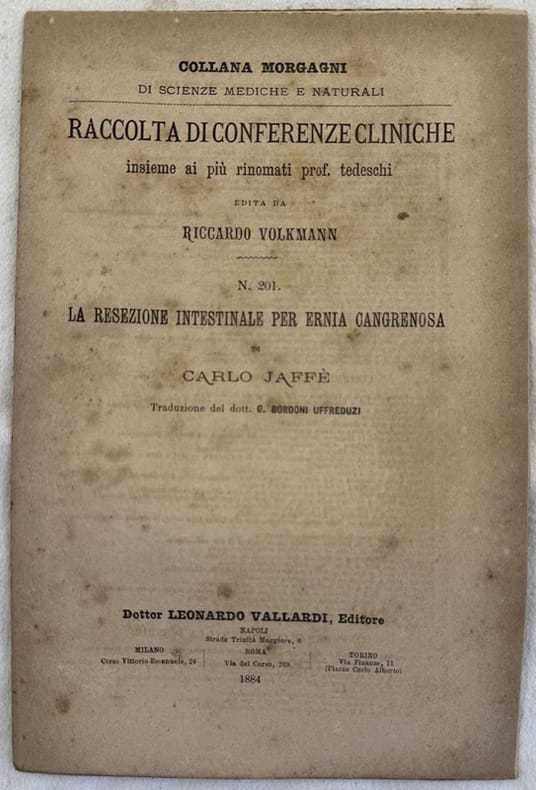 COLLANA MORGAGNI
DI SCIENZE MEDICHE E NATURALI
RACCOLTA DI CONFERENZE CLINICHE
insieme ai più rinomati prof. tedeschi
EDITA DA
RICCARDO VOLKMANN
N. 201.
LA RESEZIONE INTESTINALE PER ERNIA CANGRENOSA
DI
CARLO JAFFÈ
Traduzione del dott. G. BORDONI UFFREDUZI
Dottor LEONARDO VALLARDI, Editore
NAPOLI
Strada Trinità Maggiore, 6
MILANO
Corso Vittorio Emanuele, 24
ROMA
Via del Corso, 269
TORINO
Via Finanze, 11
(Piazza Carlo Alberto)
1884